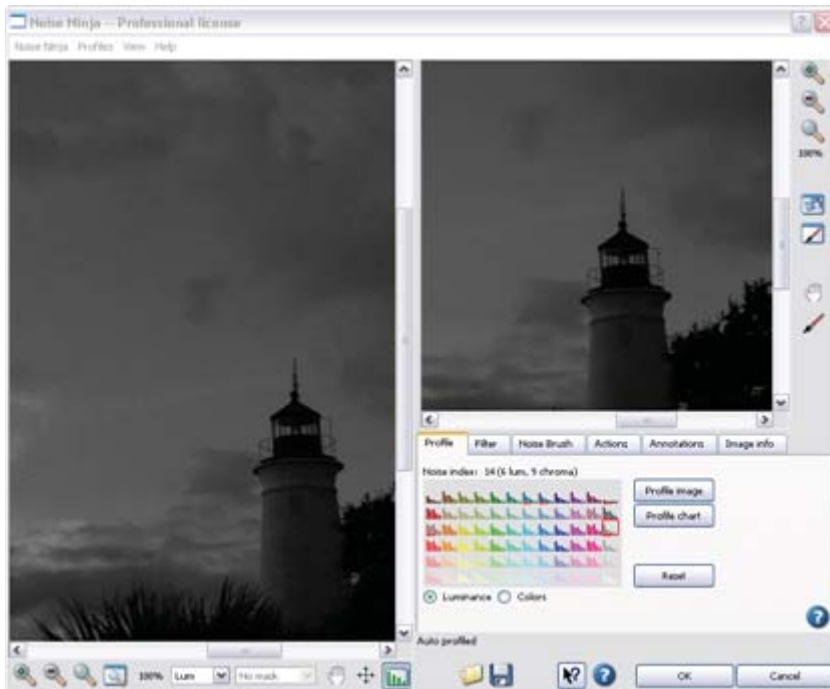 Noise Ninja -- Professional license
Noise Ninja Profiles View Help
100%
Profile Filter Noise Brush Actions Annotations Image info
Noise index: 14 (6 lum, 9 chroma)
Profile image
Profile chart
Reset
Luminance Colors
Auto profiled
100% Lum No mask OK Cancel